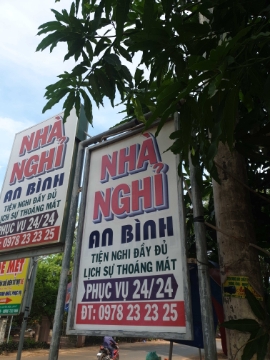 NHÀ
NGHỈ
AN BÌNH
TIỆN NGHI ĐẦY ĐỦ
LỊCH SỰ THOÁNG MÁT
PHỤC VỤ 24/24
ĐT: 0978 23 23 25
NHÀ
NGHỈ
AN BÌNH
TIỆN NGHI ĐẦY ĐỦ
LỊCH SỰ THOÁNG MÁT
PHỤC VỤ 24/24
ĐT: 0978 23 23 25